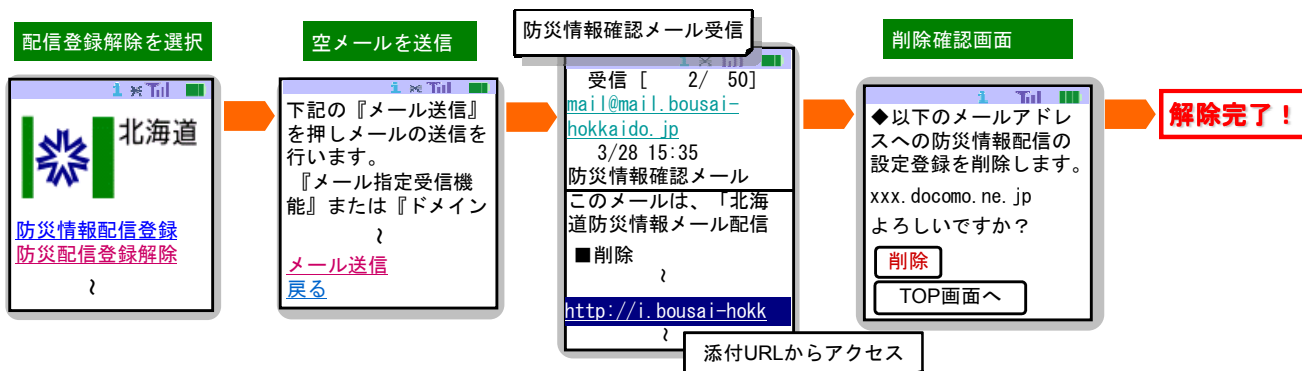 配信登録解除を選択
北海道
防災情報配信登録
防災配信登録解除
~
空メールを送信
下記の『メール送信』
を押しメールの送信を
行います。
『メール指定受信機
能』または『ドメイン
~
メール送信
戻る
防災情報確認メール受信
受信[ 2/ 50]
mail@mail.bousai-
hokkaido.jp
3/28 15:35
防災情報確認メール
このメールは、「北海
道防災情報メール配信
■削除
~
http://i.bousai-hokk
~
添付URLからアクセス
削除確認画面
◆以下のメールアドレ
スへの防災情報配信の
設定登録を削除します。
xxx.docomo.ne.jp
よろしいですか?
削除
TOP画面へ
解除完了!